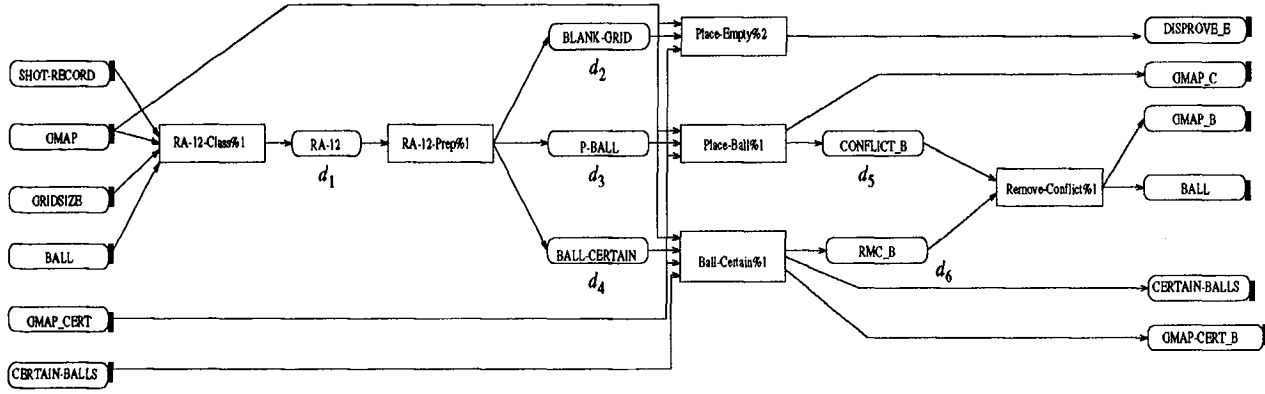 SHOT-RECORD
GMAP
GRIDSIZE
BALL
GMAP_CERT
CERTAIN-BALLS
RA-12-Class%1
RA-12
d1
RA-12-Prep%1
BLANK-GRID
d2
P-BALL
d3
BALL-CERTAIN
d4
Place-Empty%2
Place-Ball%1
Ball-Certain%1
CONFLICT_B
d5
RMC_B
d6
Remove-Conflict%1
DISPROVE_E
GMAP_C
GMAP_B
BALL
CERTAIN-BALLS
GMAP-CERT_B